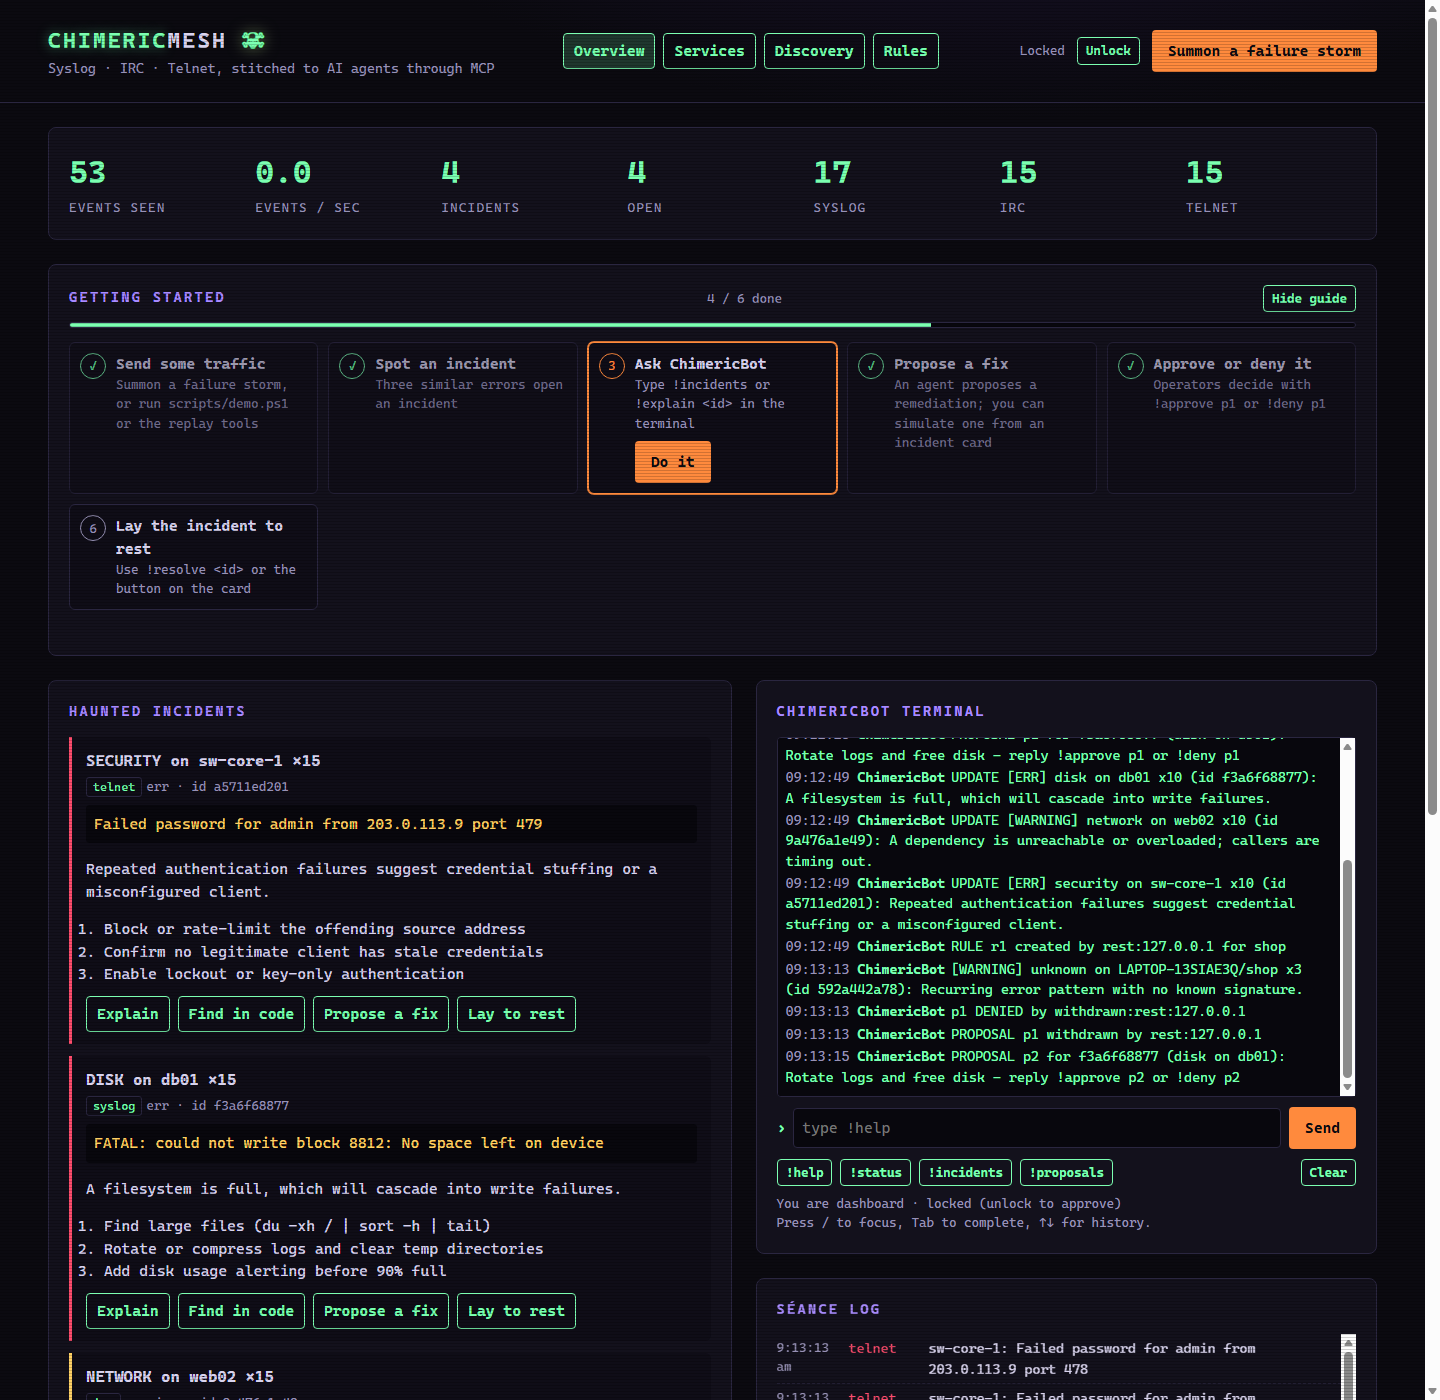 CHIMERICMESH
Syslog · IRC · Telnet, stitched to AI agents through MCP
Overview
Services
Discovery
Rules
Locked
Unlock
Summon a failure storm
53
EVENTS SEEN
0.0
EVENTS / SEC
4
INCIDENTS
4
OPEN
17
SYSLOG
15
IRC
15
TELNET
GETTING STARTED
4 / 6 done
Hide guide
✓
Send some traffic
Summon a failure storm,
or run scripts/demo.ps1
or the replay tools
✓
Spot an incident
Three similar errors open
an incident
3
Ask ChimericBot
Type !incidents or
!explain <id> in the
terminal
Do it
✓
Propose a fix
An agent proposes a
remediation; you can
simulate one from an
incident card
✓
Approve or deny it
Operators decide with
!approve p1 or !deny p1
6
Lay the incident to
rest
Use !resolve <id> or the
button on the card
HAUNTED INCIDENTS
SECURITY on sw-core-1 ×15
telnet err · id a5711ed201
Failed password for admin from 203.0.113.9 port 479
Repeated authentication failures suggest credential stuffing or a
misconfigured client.
1. Block or rate-limit the offending source address
2. Confirm no legitimate client has stale credentials
3. Enable lockout or key-only authentication
Explain
Find in code
Propose a fix
Lay to rest
DISK on db01 ×15
syslog err · id f3a6f68877
FATAL: could not write block 8812: No space left on device
A filesystem is full, which will cascade into write failures.
1. Find large files (du -xh / | sort -h | tail)
2. Rotate or compress logs and clear temp directories
3. Add disk usage alerting before 90% full
Explain
Find in code
Propose a fix
Lay to rest
NETWORK on web02 ×15
CHIMERICBOT TERMINAL
Rotate logs and free disk — reply !approve p1 or !deny p1
09:12:49 ChimericBot UPDATE [ERR] disk on db01 x10 (id f3a6f68877):
A filesystem is full, which will cascade into write failures.
09:12:49 ChimericBot UPDATE [WARNING] network on web02 x10 (id
9a476a1e49): A dependency is unreachable or overloaded; callers are
timing out.
09:12:49 ChimericBot UPDATE [ERR] security on sw-core-1 x10 (id
a5711ed201): Repeated authentication failures suggest credential
stuffing or a misconfigured client.
09:12:49 ChimericBot RULE r1 created by rest:127.0.0.1 for shop
09:13:13 ChimericBot [WARNING] unknown on LAPTOP-13SIAE3Q/shop x3
(id 592a442a78): Recurring error pattern with no known signature.
09:13:13 ChimericBot p1 DENIED by withdrawn:rest:127.0.0.1
09:13:13 ChimericBot PROPOSAL p1 withdrawn by rest:127.0.0.1
09:13:15 ChimericBot PROPOSAL p2 for f3a6f68877 (disk on db01):
Rotate logs and free disk — reply !approve p2 or !deny p2
› type !help
Send
!help
!status
!incidents
!proposals
Clear
You are dashboard · locked (unlock to approve)
Press / to focus, Tab to complete, ↑↓ for history.
SÉANCE LOG
9:13:13 am
telnet
sw-core-1: Failed password for admin from
203.0.113.9 port 478
9:13:13
telnet
sw-core-1: Failed password for admin from